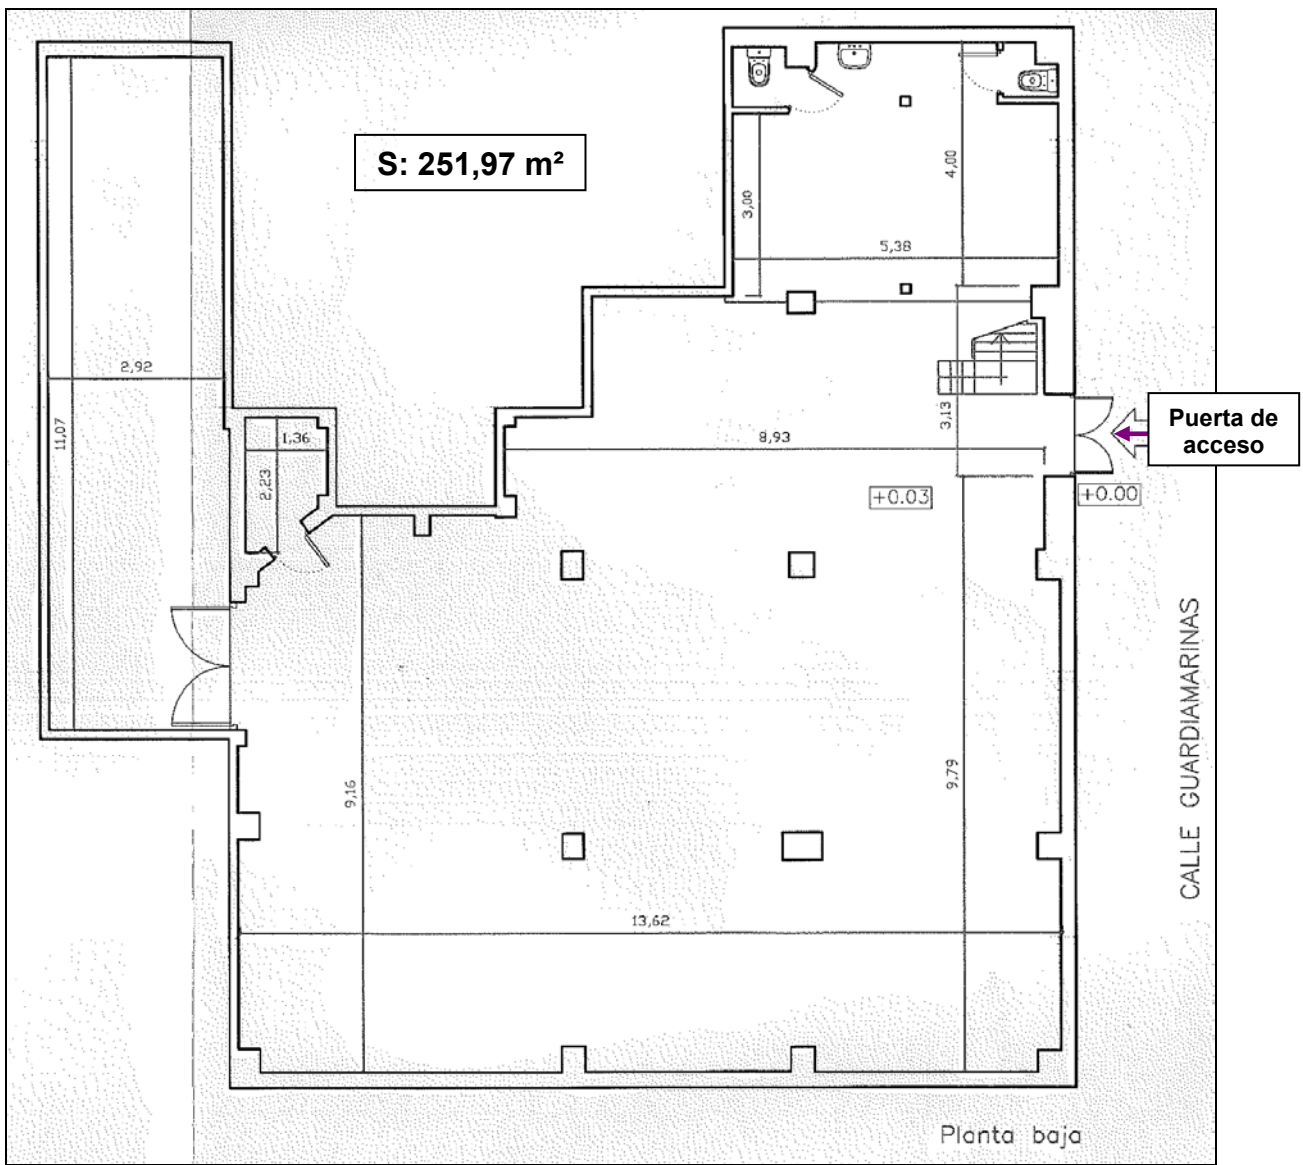 S: 251,97 m²
4,00
3,00
5,38
2,92
11,07
1,36
2,23
8,93
3,13
Puerta de
acceso
+0.03
+0.00
9,16
9,79
13,62
CALLE GUARDIAMARINAS
Planta baja